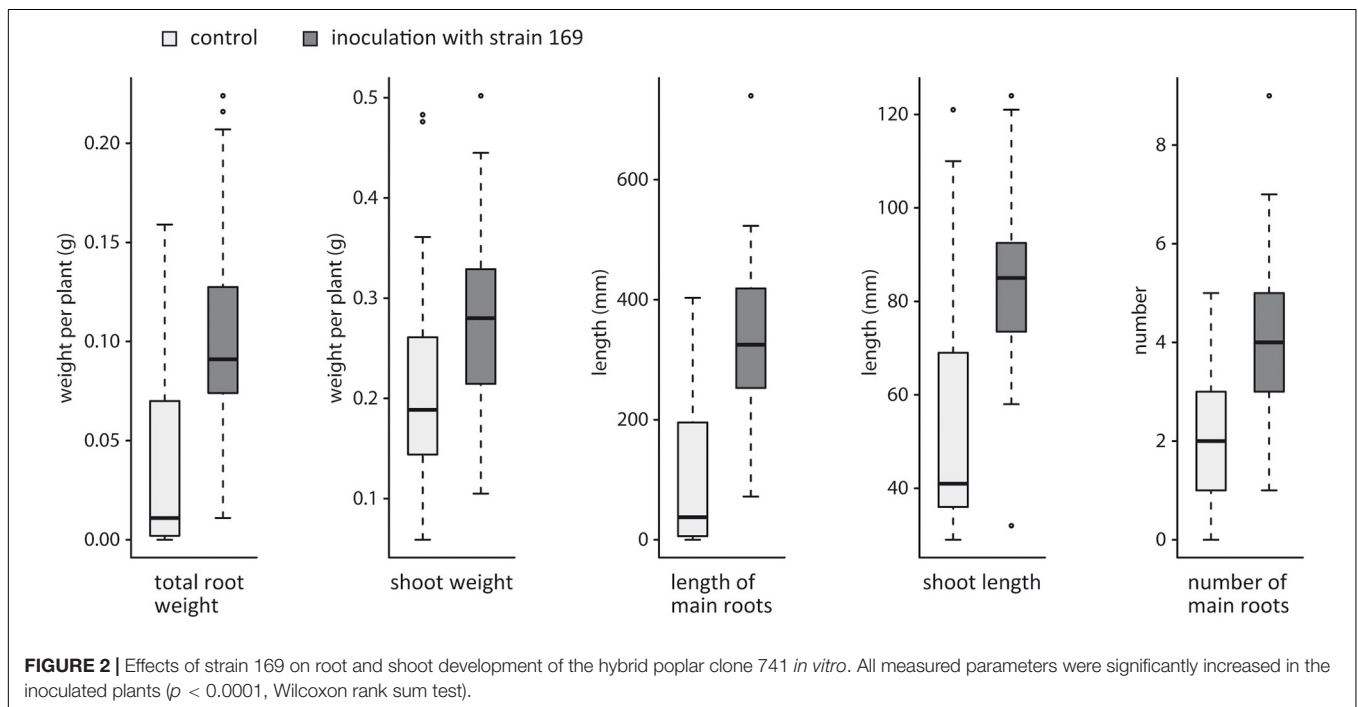 control
inoculation with strain 169
weight per plant (g)
0.20
0.15
0.10
0.05
0.00
total root
weight
weight per plant (g)
0.5
0.4
0.3
0.2
0.1
shoot weight
length (mm)
600
400
200
0
length of
main roots
length (mm)
120
100
80
60
40
shoot length
number
8
6
4
2
0
number of
main roots
FIGURE 2 | Effects of strain 169 on root and shoot development of the hybrid poplar clone 741 in vitro. All measured parameters were significantly increased in the
inoculated plants (p < 0.0001, Wilcoxon rank sum test).